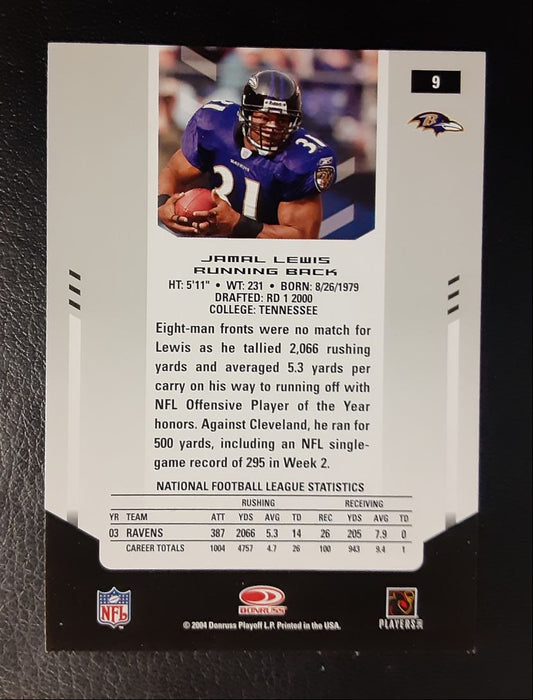 9
31
31
JAMAL LEWIS
RUNNING BACK
HT: 5'11" • WT: 231 • BORN: 8/26/1979
DRAFTED: RD 1 2000
COLLEGE: TENNESSEE
Eight-man fronts were no match for
Lewis as he tallied 2,066 rushing
yards and averaged 5.3 yards per
carry on his way to running off with
NFL Offensive Player of the Year
honors. Against Cleveland, he ran for
500 yards, including an NFL single-
game record of 295 in Week 2.
NATIONAL FOOTBALL LEAGUE STATISTICS
RUSHING RECEIVING
YR TEAM ATT YDS AVG TD REC YDS AVG TD
03 RAVENS 387 2066 5.3 14 26 205 7.9 0
CAREER TOTALS 1004 4757 4.7 26 100 943 9.4 1
NFL
DONRUSS
PLAYERS INC
© 2004 Donruss Playoff L.P. Printed in the USA.